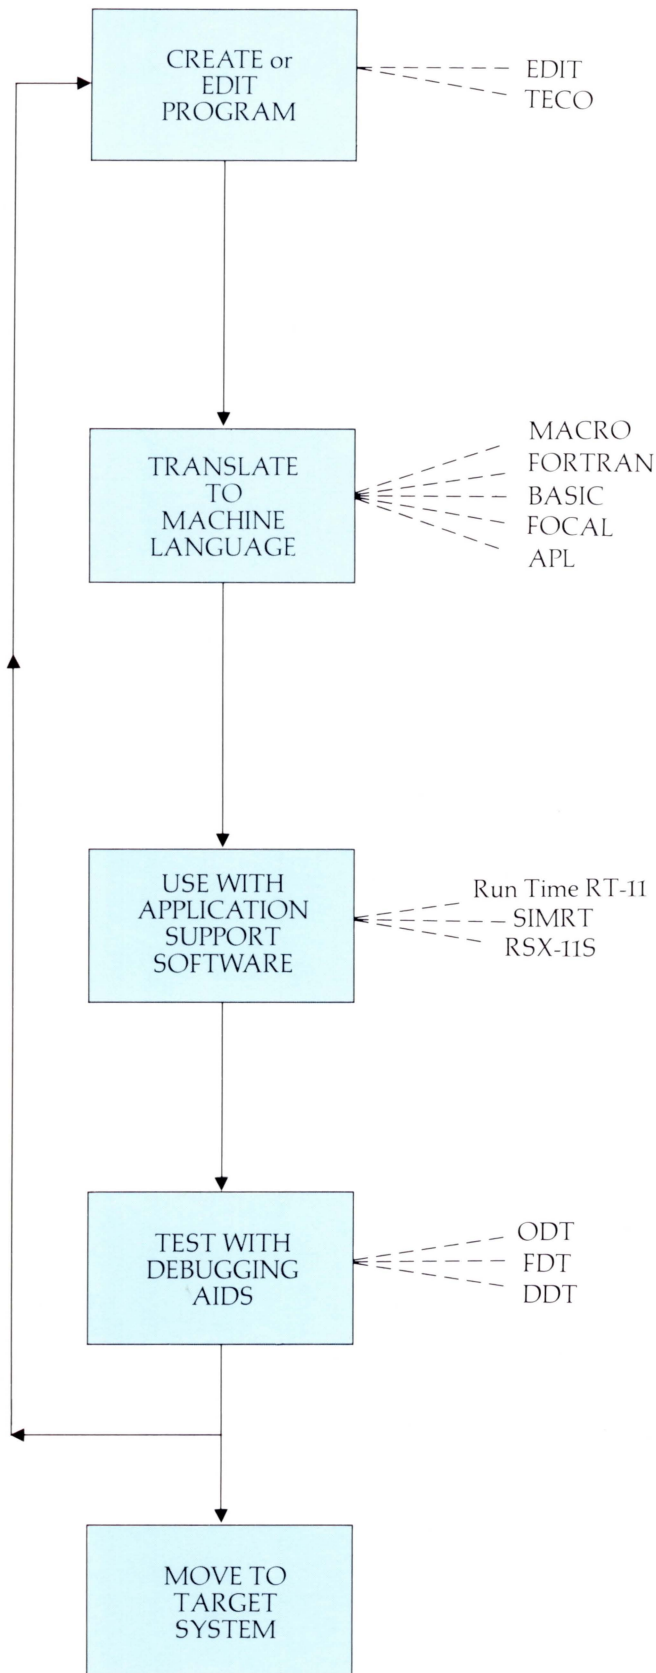 CREATE or
EDIT
PROGRAM
EDIT
TECO
TRANSLATE
TO
MACHINE
LANGUAGE
MACRO
FORTRAN
BASIC
FOCAL
APL
USE WITH
APPLICATION
SUPPORT
SOFTWARE
Run Time RT-11
SIMRT
RSX-11S
TEST WITH
DEBUGGING
AIDS
ODT
FDT
DDT
MOVE TO
TARGET
SYSTEM